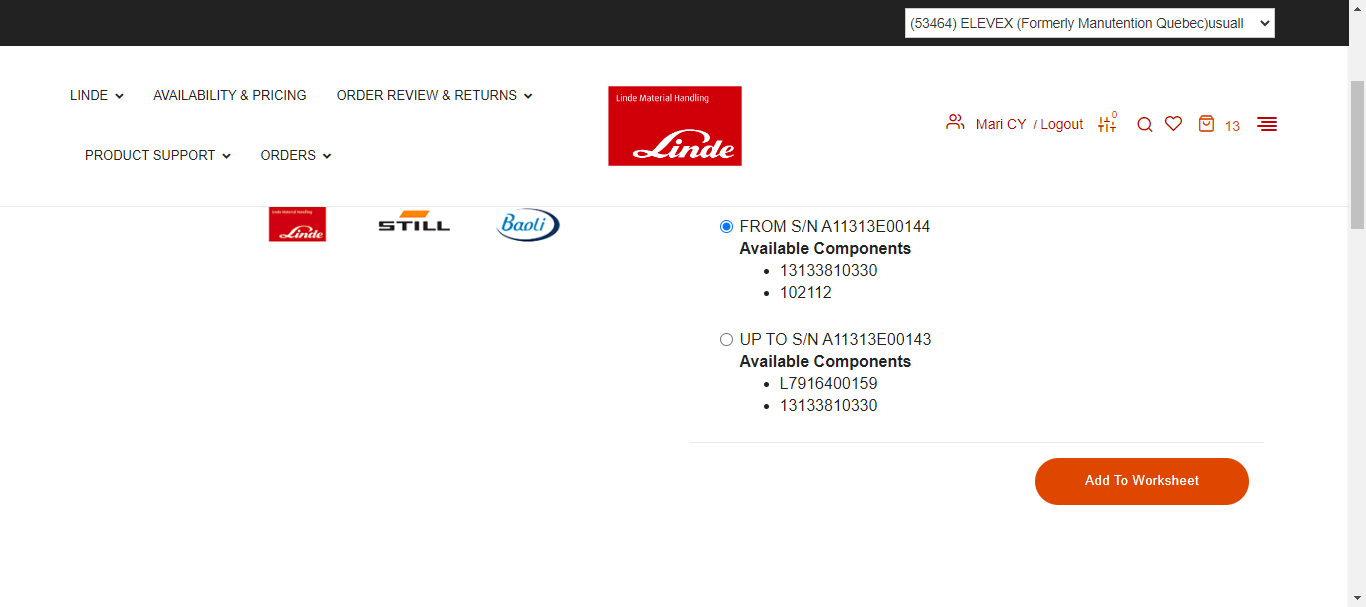 (53464) ELEVEX (Formerly Manutention Quebec)usuall
LINDE AVAILABILITY & PRICING ORDER REVIEW & RETURNS
Linde Material Handling
Linde
Mari CY / Logout 0 13
PRODUCT SUPPORT ORDERS
Linde Material Handling
Linde
STILL
Baoli
FROM S/N A11313E00144
Available Components
13133810330
102112
UP TO S/N A11313E00143
Available Components
L7916400159
13133810330
Add To Worksheet